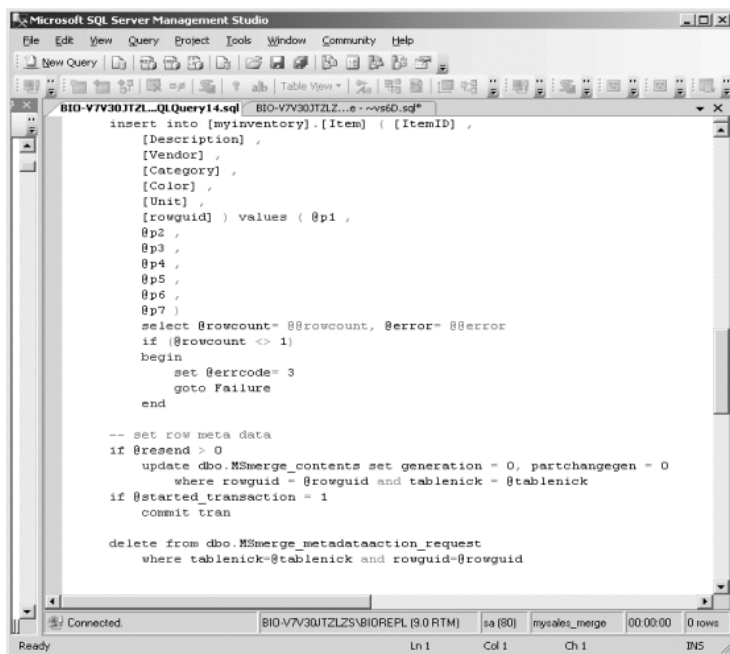 Microsoft SQL Server Management Studio
File Edit View Query Project Tools Window Community Help
New Query
Table View
BIO-V7V30JTZL...QLQuery14.sql BIO-V7V30JTZLZ...e - ~vs6D.sql*
insert into [myinventory].[Item] ( [ItemID] ,
[Description] ,
[Vendor] ,
[Category] ,
[Color] ,
[Unit] ,
[rowguid] ) values ( @p1 ,
@p2 ,
@p3 ,
@p4 ,
@p5 ,
@p6 ,
@p7 )
select @rowcount= @@rowcount, @error= @@error
if (@rowcount <> 1)
begin
set @errcode= 3
goto Failure
end
-- set row meta data
if @resend > 0
update dbo.MSmerge_contents set generation = 0, partchangegen = 0
where rowguid = @rowguid and tablenick = @tablenick
if @started_transaction = 1
commit tran
delete from dbo.MSmerge_metadataaction_request
where tablenick=@tablenick and rowguid=@rowguid
Connected. BIO-V7V30JTZLZS\BIOREPL (9.0 RTM) sa (80) mysales_merge 00:00:00 0 rows
Ready Ln 1 Col 1 Ch 1 INS